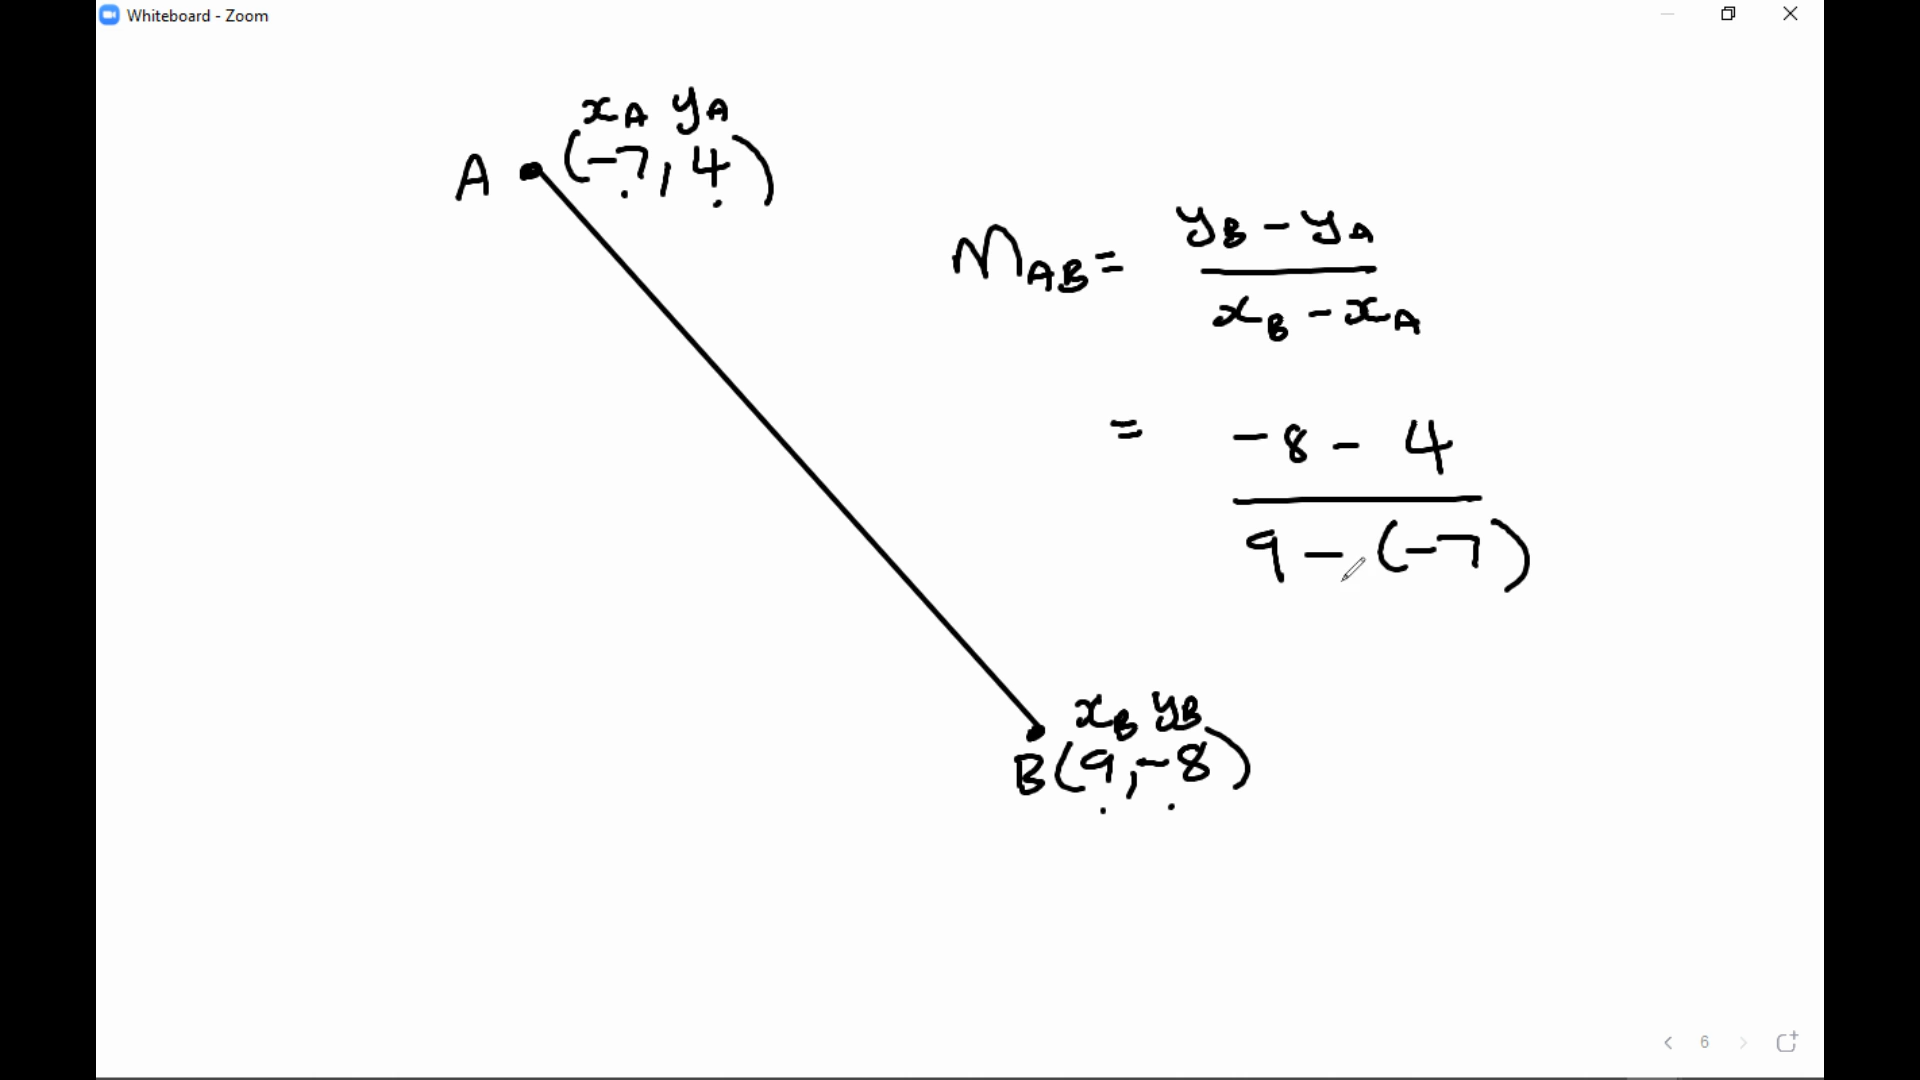 Whiteboard - Zoom
xA yA
A (-7, 4)
MAB = yB - yA
xB - xA
= -8 - 4
9 - (-7)
xB yB
B (9, -8)
6